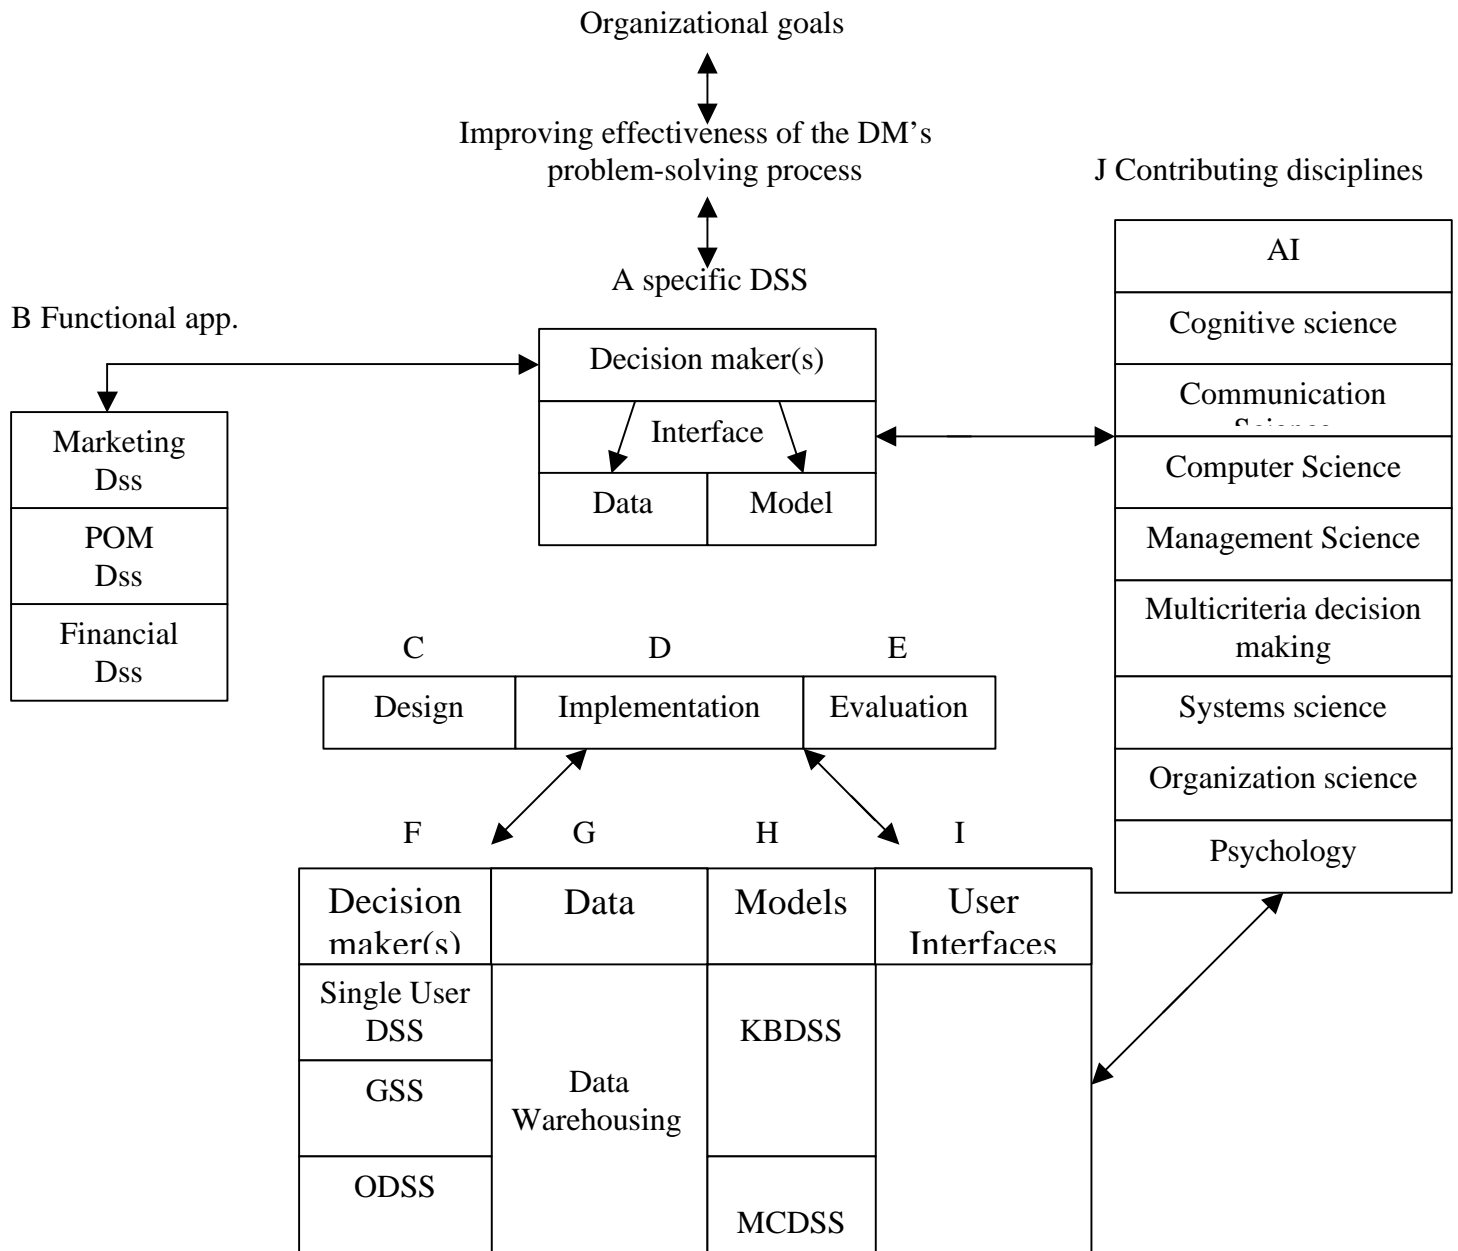 Organizational goals
Improving effectiveness of the DM's
problem-solving process
J Contributing disciplines
A specific DSS
B Functional app.
Decision maker(s)
Interface
Data
Model
Marketing
Dss
POM
Dss
Financial
Dss
AI
Cognitive science
Communication
Science
Computer Science
Management Science
Multicriteria decision
making
Systems science
Organization science
Psychology
C
D
E
Design
Implementation
Evaluation
F
G
H
I
Decision
maker(s)
Data
Models
User
Interfaces
Single User
DSS
GSS
ODSS
Data
Warehousing
KBDSS
MCDSS